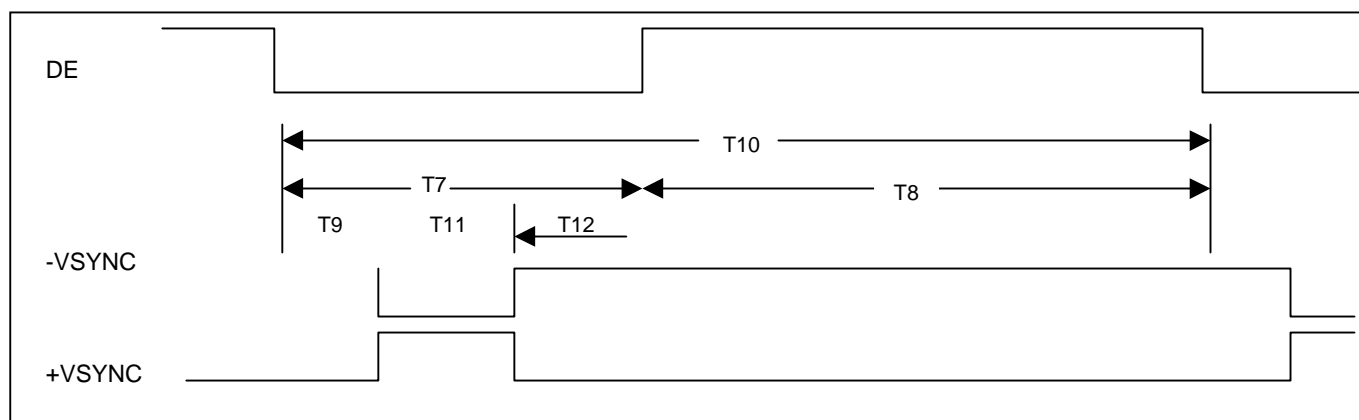 DE
T10
T7
T8
T9 T11 T12
-VSYNC
+VSYNC